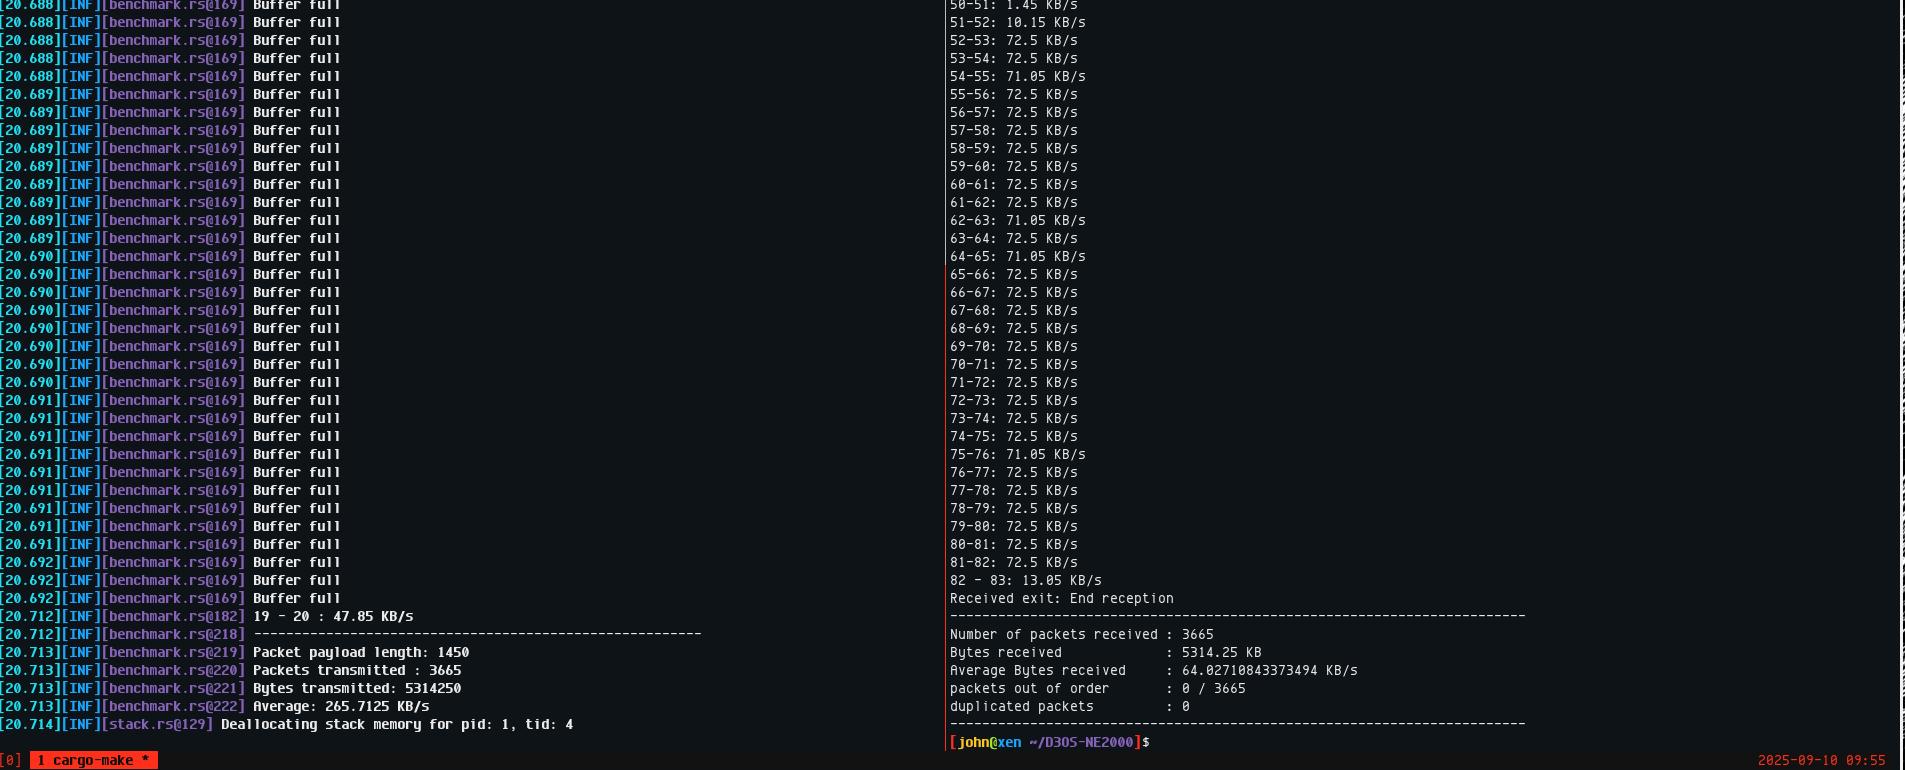 [20.688][INF][benchmark.rs@169] Buffer full
[20.688][INF][benchmark.rs@169] Buffer full
[20.688][INF][benchmark.rs@169] Buffer full
[20.688][INF][benchmark.rs@169] Buffer full
[20.688][INF][benchmark.rs@169] Buffer full
[20.689][INF][benchmark.rs@169] Buffer full
[20.689][INF][benchmark.rs@169] Buffer full
[20.689][INF][benchmark.rs@169] Buffer full
[20.689][INF][benchmark.rs@169] Buffer full
[20.689][INF][benchmark.rs@169] Buffer full
[20.689][INF][benchmark.rs@169] Buffer full
[20.689][INF][benchmark.rs@169] Buffer full
[20.689][INF][benchmark.rs@169] Buffer full
[20.689][INF][benchmark.rs@169] Buffer full
[20.690][INF][benchmark.rs@169] Buffer full
[20.690][INF][benchmark.rs@169] Buffer full
[20.690][INF][benchmark.rs@169] Buffer full
[20.690][INF][benchmark.rs@169] Buffer full
[20.690][INF][benchmark.rs@169] Buffer full
[20.690][INF][benchmark.rs@169] Buffer full
[20.690][INF][benchmark.rs@169] Buffer full
[20.690][INF][benchmark.rs@169] Buffer full
[20.691][INF][benchmark.rs@169] Buffer full
[20.691][INF][benchmark.rs@169] Buffer full
[20.691][INF][benchmark.rs@169] Buffer full
[20.691][INF][benchmark.rs@169] Buffer full
[20.691][INF][benchmark.rs@169] Buffer full
[20.691][INF][benchmark.rs@169] Buffer full
[20.691][INF][benchmark.rs@169] Buffer full
[20.691][INF][benchmark.rs@169] Buffer full
[20.691][INF][benchmark.rs@169] Buffer full
[20.692][INF][benchmark.rs@169] Buffer full
[20.692][INF][benchmark.rs@169] Buffer full
[20.692][INF][benchmark.rs@169] Buffer full
[20.712][INF][benchmark.rs@182] 19 - 20 : 47.85 KB/s
[20.712][INF][benchmark.rs@218] --------------------------------------------------------
[20.713][INF][benchmark.rs@219] Packet payload length: 1450
[20.713][INF][benchmark.rs@220] Packets transmitted : 3665
[20.713][INF][benchmark.rs@221] Bytes transmitted: 5314250
[20.713][INF][benchmark.rs@222] Average: 265.7125 KB/s
[20.714][INF][stack.rs@129] Deallocating stack memory for pid: 1, tid: 4
50-51: 1.45 KB/s
51-52: 10.15 KB/s
52-53: 72.5 KB/s
53-54: 72.5 KB/s
54-55: 71.05 KB/s
55-56: 72.5 KB/s
56-57: 72.5 KB/s
57-58: 72.5 KB/s
58-59: 72.5 KB/s
59-60: 72.5 KB/s
60-61: 72.5 KB/s
61-62: 72.5 KB/s
62-63: 71.05 KB/s
63-64: 72.5 KB/s
64-65: 71.05 KB/s
65-66: 72.5 KB/s
66-67: 72.5 KB/s
67-68: 72.5 KB/s
68-69: 72.5 KB/s
69-70: 72.5 KB/s
70-71: 72.5 KB/s
71-72: 72.5 KB/s
72-73: 72.5 KB/s
73-74: 72.5 KB/s
74-75: 72.5 KB/s
75-76: 71.05 KB/s
76-77: 72.5 KB/s
77-78: 72.5 KB/s
78-79: 72.5 KB/s
79-80: 72.5 KB/s
80-81: 72.5 KB/s
81-82: 72.5 KB/s
82 - 83: 13.05 KB/s
Received exit: End reception
------------------------------------------------------------------------
Number of packets received : 3665
Bytes received             : 5314.25 KB
Average Bytes received     : 64.02710843373494 KB/s
packets out of order       : 0 / 3665
duplicated packets         : 0
------------------------------------------------------------------------
[john@xen ~/D3OS-NE2000]$
[0] 1 cargo-make *
2025-09-10 09:55